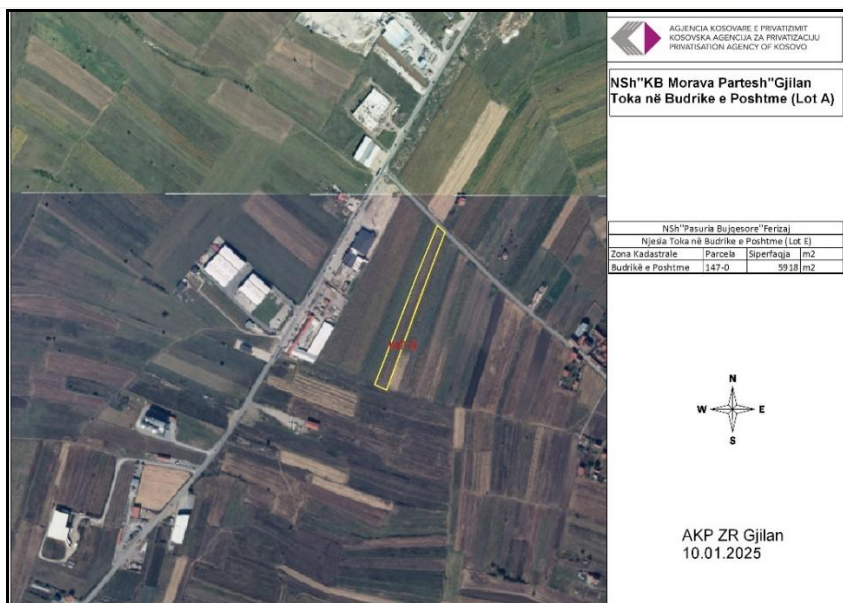 AGJENCIA KOSOVARE E PRIVATIZIMIT
KOSOVSKA AGENCIJA ZA PRIVATIZACIJU
PRIVATISATION AGENCY OF KOSOVO
NSh"KB Morava Partesh"Gjilan
Toka në Budrike e Poshtme (Lot A)
NSh"Pasuria Bujqesore"Ferizaj
Njesia Toka në Budrike e Poshtme (Lot E)
Zona Kadastrale Parcela Siperfaqja m2
Budrikë e Poshtme 147-0 5918 m2
N
W E
S
AKP ZR Gjilan
10.01.2025